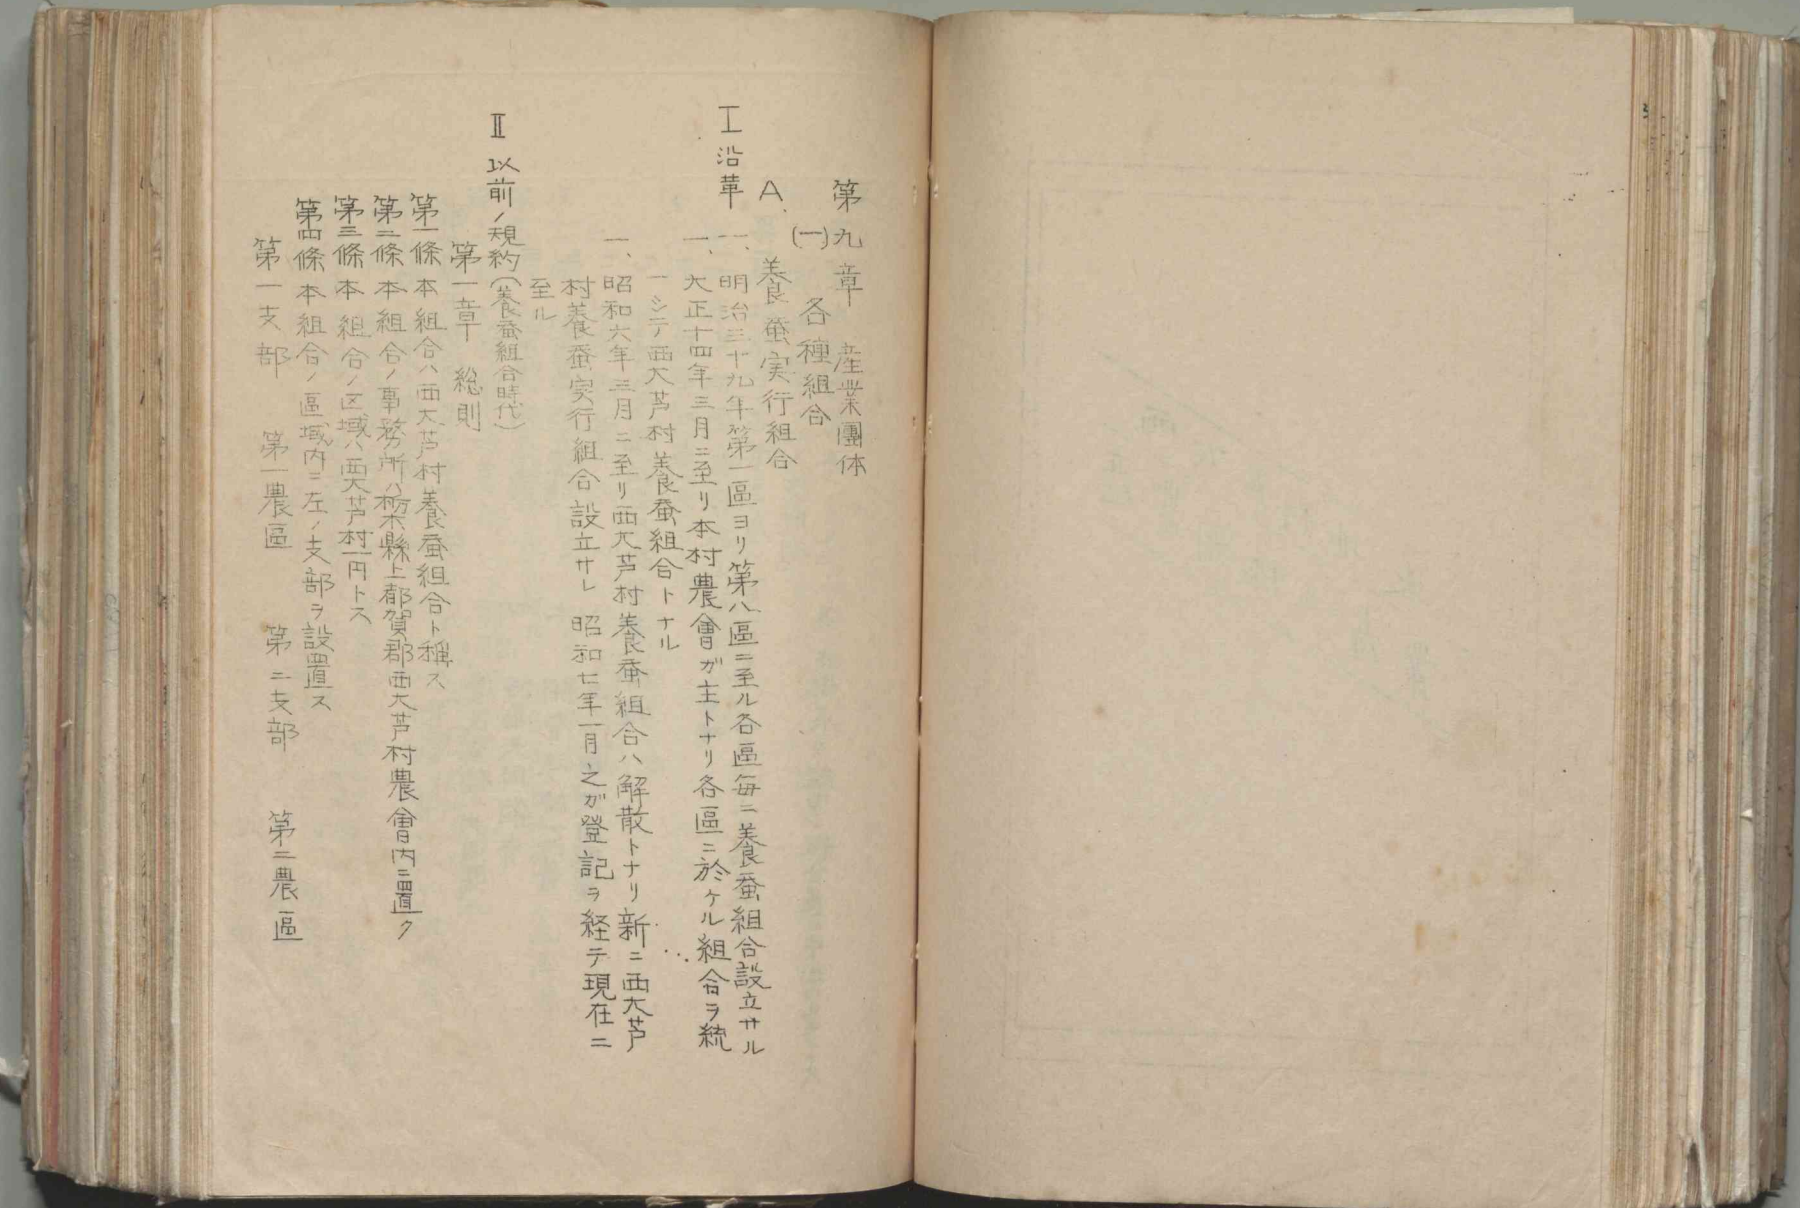 第九章 産業團体
(一) 各種組合
A 養蚕実行組合
I 沿革 一、明治三十九年第一區ヨリ第八區ニ至ル各區毎ニ養蚕組合設立サル
一、大正十四年三月ニ至リ本村農會ガ主トナリ各區ニ於ケル組合ヲ統
一シテ西大芦村養蚕組合トナル
一、昭和六年三月ニ至リ西大芦村養蚕組合ハ解散トナリ新ニ西大芦
村養蚕実行組合設立サレ昭和七年一月之ガ登記ヲ経テ現在ニ
至ル
II 以前ノ規約(養蚕組合時代)
第一章 総則
第一條 本組合ハ西大芦村養蚕組合ト稱ス
第二條 本組合ノ事務所ハ栃木縣上都賀郡西大芦村農會内ニ置ク
第三條 本組合ノ区域ハ西大芦村一円トス
第四條 本組合ノ區域内ニ左ノ支部ヲ設置ス
第一支部 第一農區 第二支部 第二農區